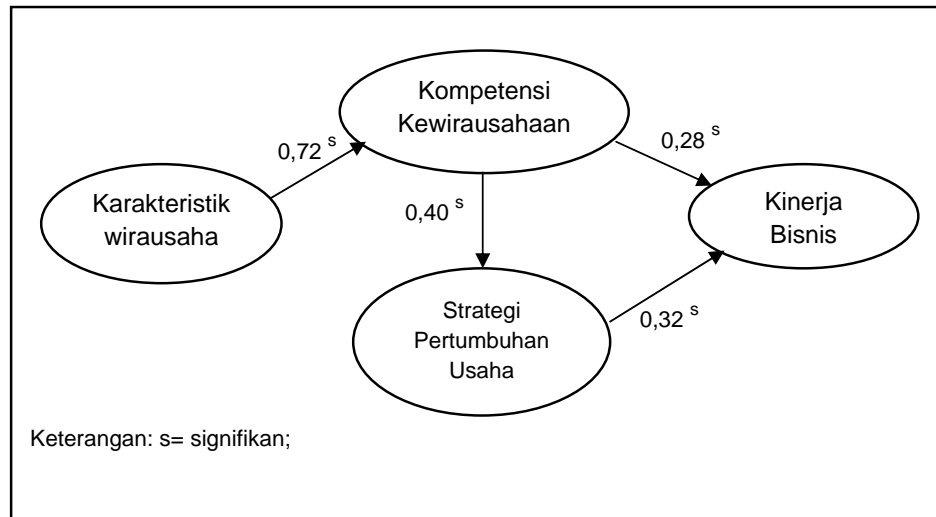 Kompetensi
Kewirausahaan
0,72 s
0,28 s
Karakteristik
wirausaha
0,40 s
Kinerja
Bisnis
Strategi
Pertumbuhan
Usaha
0,32 s
Keterangan: s= signifikan;